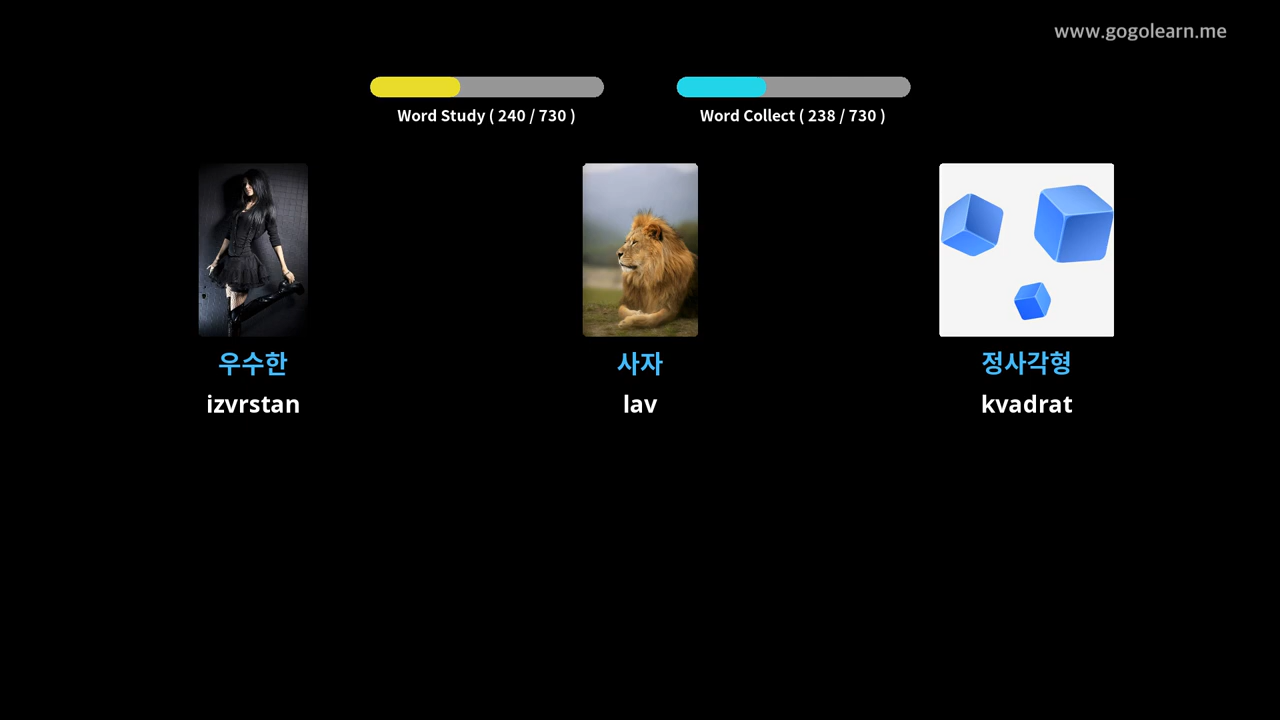 www.gogolearn.me
Word Study ( 240 / 730 )
Word Collect ( 238 / 730 )
우수한
사자
정사각형
izvrstan
lav
kvadrat